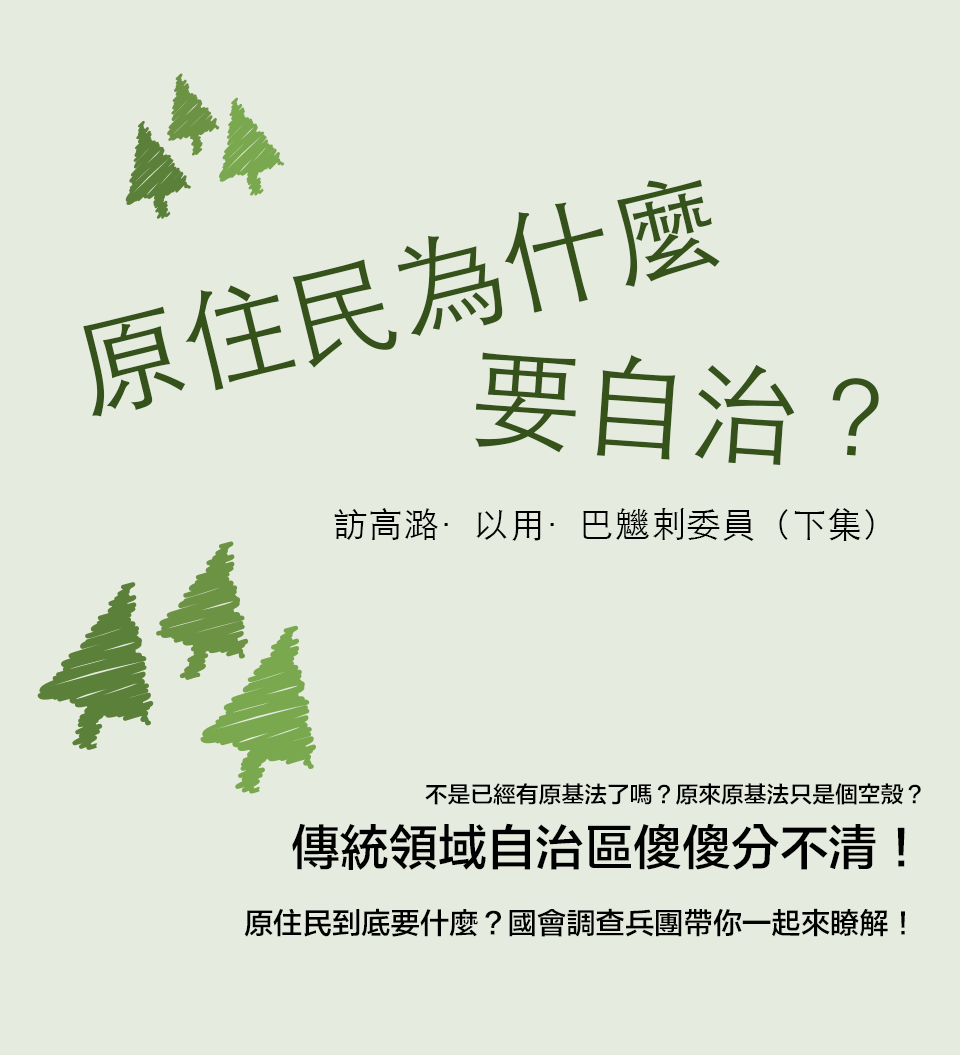 原住民為什麼
要自治？
訪高潞·以用·巴魕剌委員（下集）
不是已經有原基法了嗎？原來原基法只是個空殼？
傳統領域自治區傻傻分不清！
原住民到底要什麼？國會調查兵團帶你一起來瞭解！